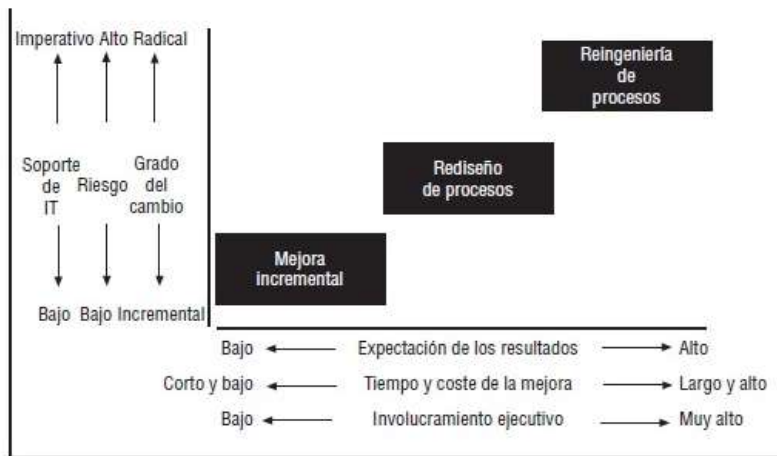 Imperativo Alto Radical
Reingeniería
de
procesos
Soporte
de
IT
Riesgo
Grado
del
cambio
Rediseño
de procesos
Mejora
incremental
Bajo Bajo Incremental
Bajo Expectación de los resultados Alto
Corto y bajo Tiempo y coste de la mejora Largo y alto
Bajo Involucramiento ejecutivo Muy alto